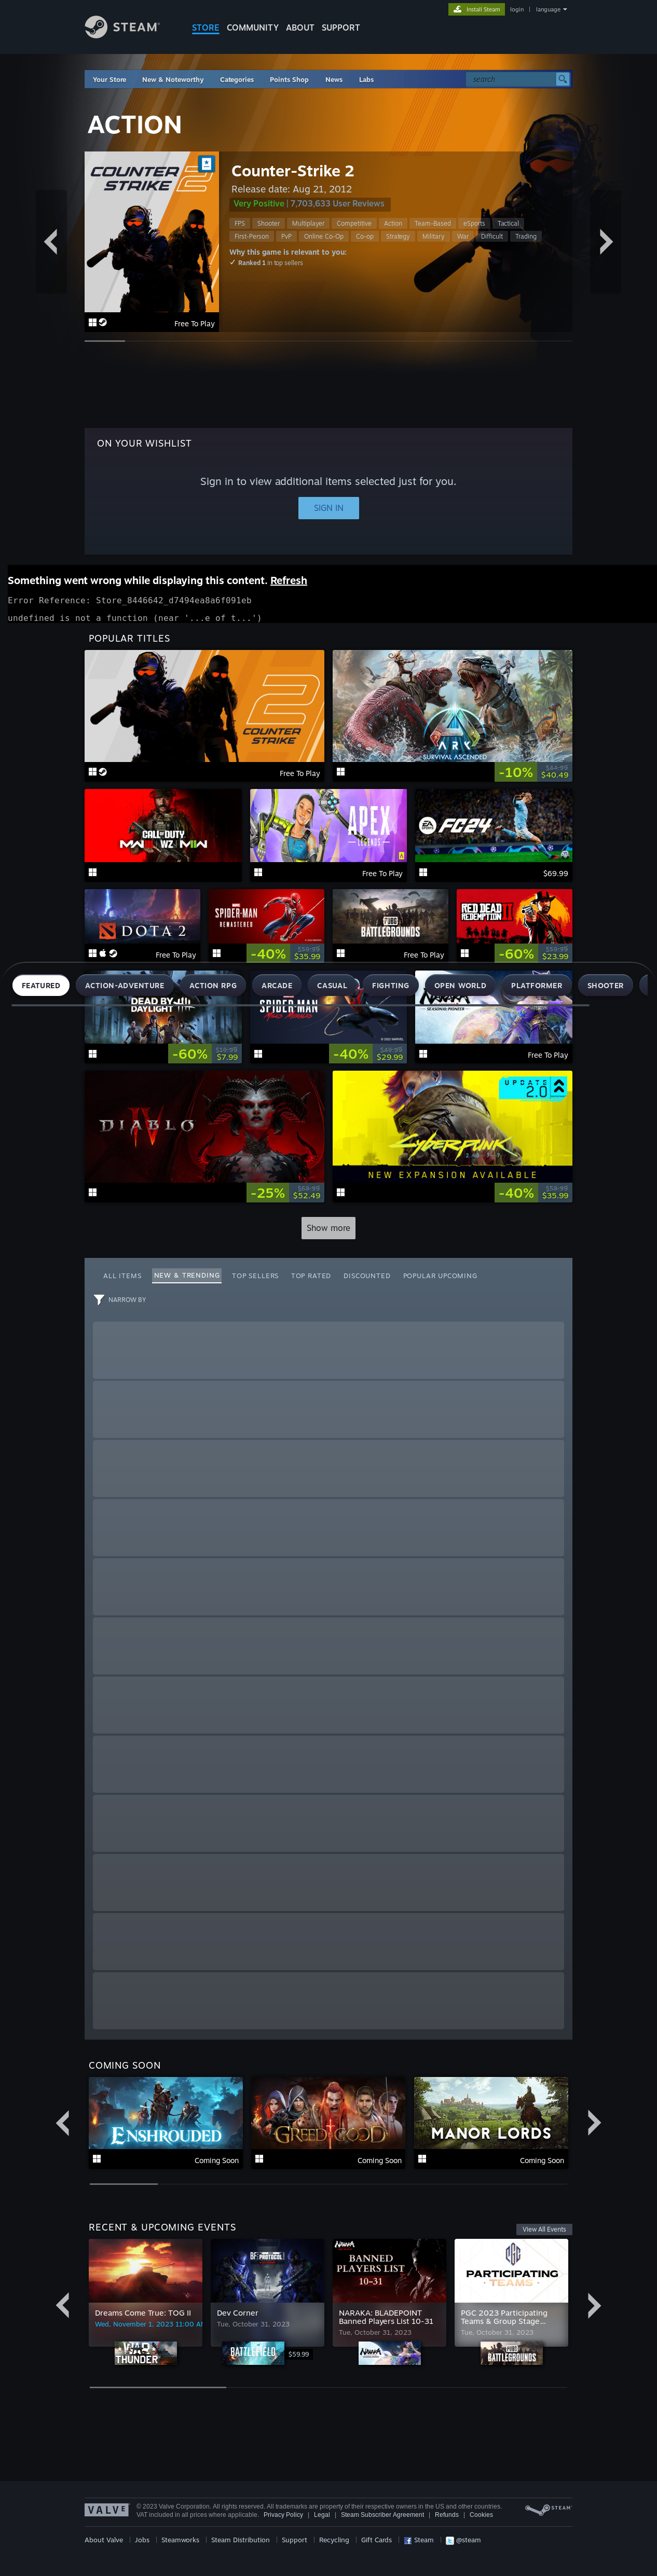 Install Steam
login | language
STEAM®
STORE COMMUNITY ABOUT SUPPORT
Your Store New & Noteworthy Categories Points Shop News Labs
search
ACTION
COUNTER STRIKE 2
Counter-Strike 2
Release date: Aug 21, 2012
Very Positive | 7,703,633 User Reviews
FPS Shooter Multiplayer Competitive Action Team-Based eSports Tactical
First-Person PvP Online Co-Op Co-op Strategy Military War Difficult Trading
Why this game is relevant to you:
✓ Ranked 1 in top sellers
Free To Play
ON YOUR WISHLIST
Sign in to view additional items selected just for you.
SIGN IN
Something went wrong while displaying this content. Refresh
Error Reference: Store_8446642_d7494ea8a6f091eb
undefined is not a function (near '...e of t...')
POPULAR TITLES
COUNTER STRIKE 2
ARK
SURVIVAL ASCENDED
Free To Play
-10% $44.99 $40.49
CALL OF DUTY
WZ
APEX
LEGENDS
EA SPORTS FC24
Free To Play
$69.99
DOTA 2
SPIDER-MAN
REMASTERED
PUBG
BATTLEGROUNDS
RED DEAD
REDEMPTION II
Free To Play
-40% $59.99 $35.99
Free To Play
-60% $59.99 $23.99
FEATURED ACTION-ADVENTURE ACTION RPG ARCADE CASUAL FIGHTING OPEN WORLD PLATFORMER SHOOTER
DEAD BY
DAYLIGHT
SPIDER-MAN
MILES MORALES
-60% $19.99 $7.99
-40% $49.99 $29.99
Free To Play
DIABLO IV
UPDATE
2.0
CYBERPUNK
NEW EXPANSION AVAILABLE
-25% $69.99 $52.49
-40% $59.99 $35.99
Show more
ALL ITEMS NEW & TRENDING TOP SELLERS TOP RATED DISCOUNTED POPULAR UPCOMING
NARROW BY
COMING SOON
ENSHROUDED
GREEDFOOD
MANOR LORDS
Coming Soon
Coming Soon
Coming Soon
RECENT & UPCOMING EVENTS
View All Events
BANNED
PLAYERS LIST
10-31
PARTICIPATING
TEAMS
Dreams Come True: TOG II
Wed, November 1, 2023 11:00 AM
Dev Corner
Tue, October 31, 2023
NARAKA: BLADEPOINT
Banned Players List 10-31
Tue, October 31, 2023
PGC 2023 Participating
Teams & Group Stage...
Tue, October 31, 2023
WAR
THUNDER
BATTLEFIELD
$59.99
PUBG
BATTLEGROUNDS
VALVE
© 2023 Valve Corporation. All rights reserved. All trademarks are property of their respective owners in the US and other countries.
VAT included in all prices where applicable. Privacy Policy | Legal | Steam Subscriber Agreement | Refunds | Cookies
STEAM
About Valve | Jobs | Steamworks | Steam Distribution | Support | Recycling | Gift Cards | Steam | @steam